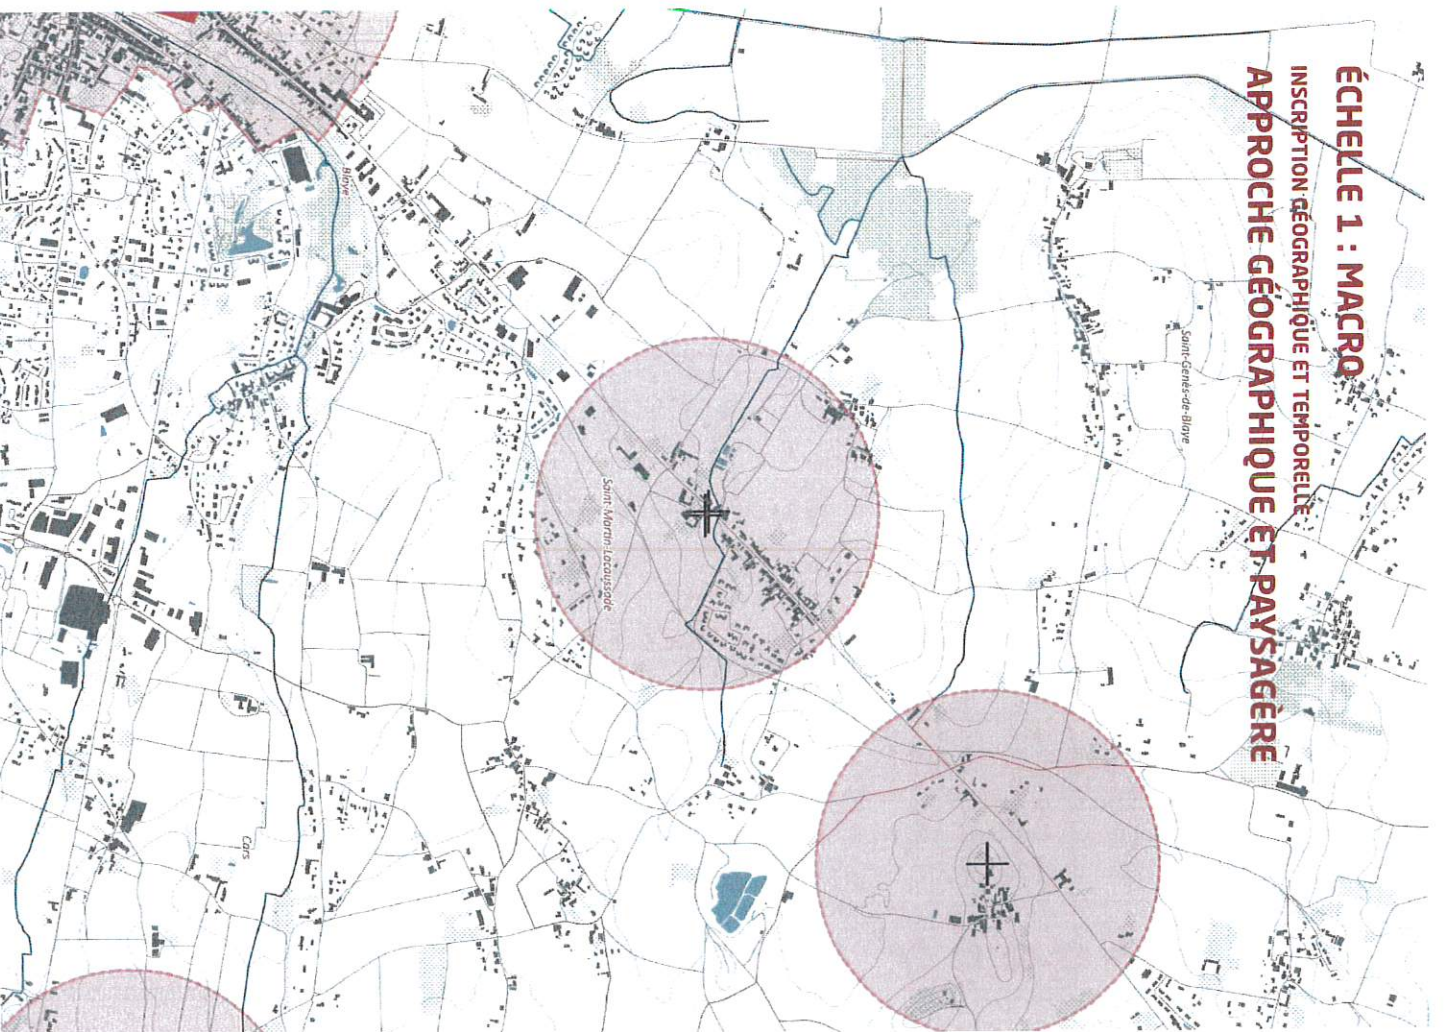 ÉCHELLE 1 : MACRO
INSCRIPTION GÉOGRAPHIQUE ET TEMPORELLE
APPROCHE GÉOGRAPHIQUE ET PAYSAGÈRE
Saint-Genès-de-Blaye
Blaye
Saint-Martin-Lacaussade
Cars